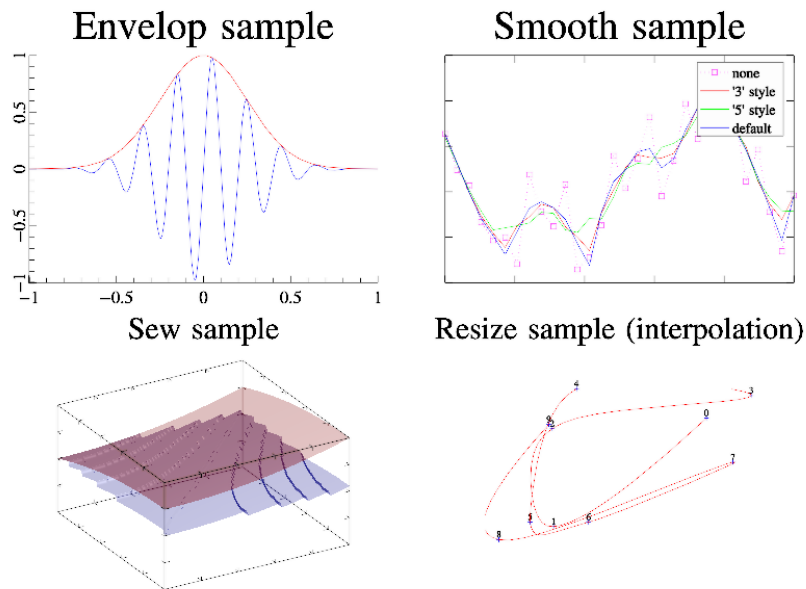 Envelop sample
Smooth sample
1
0.5
0
−0.5
−1
−1
−0.5
0
0.5
1
none
'3' style
'5' style
default
Sew sample
Resize sample (interpolation)
4
3
0
9
7
5
1
6
8